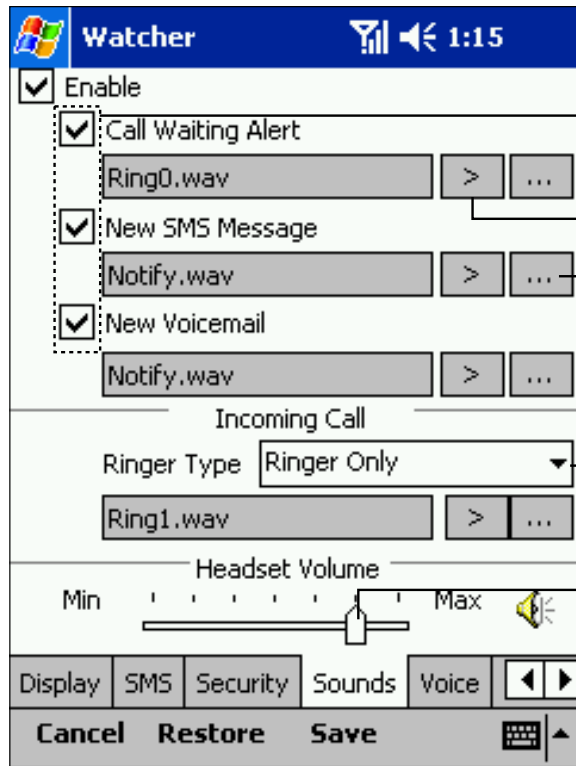 Watcher 1:15
Enable
Call Waiting Alert
Ring0.wav > ...
New SMS Message
Notify.wav > ...
New Voicemail
Notify.wav > ...
Incoming Call
Ringer Type Ringer Only
Ring1.wav > ...
Headset Volume
Min Max
Display SMS Security Sounds Voice
Cancel Restore Save